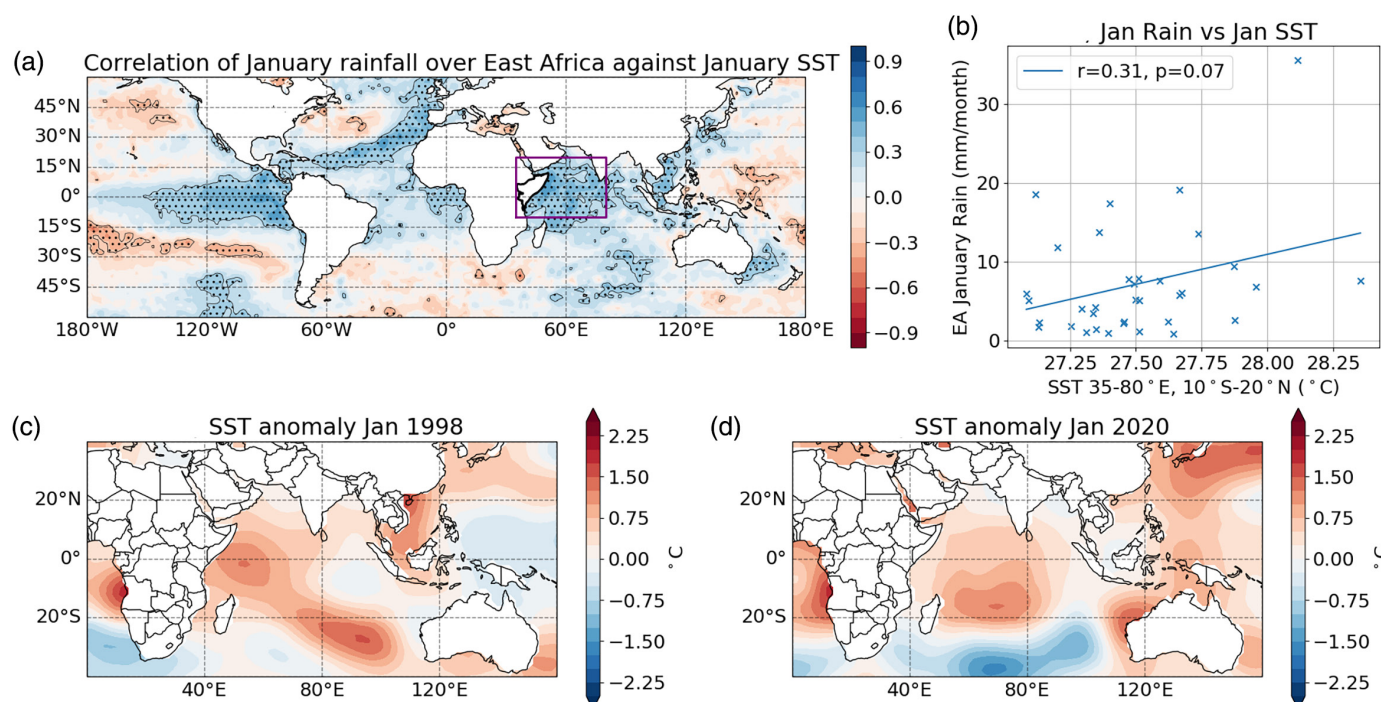 (a)
Correlation of January rainfall over East Africa against January SST
45°N
30°N
15°N
0°
15°S
30°S
45°S
180°W 120°W 60°W 0° 60°E 120°E 180°E
0.9
0.6
0.3
0.0
−0.3
−0.6
−0.9
(b)
Jan Rain vs Jan SST
r=0.31, p=0.07
EA January Rain (mm/month)
30
20
10
0
27.25 27.50 27.75 28.00 28.25
SST 35-80°E, 10°S-20°N (°C)
(c)
SST anomaly Jan 1998
20°N
0°
20°S
40°E 80°E 120°E
2.25
1.50
0.75
0.00
−0.75
−1.50
−2.25
°C
(d)
SST anomaly Jan 2020
20°N
0°
20°S
40°E 80°E 120°E
2.25
1.50
0.75
0.00
−0.75
−1.50
−2.25